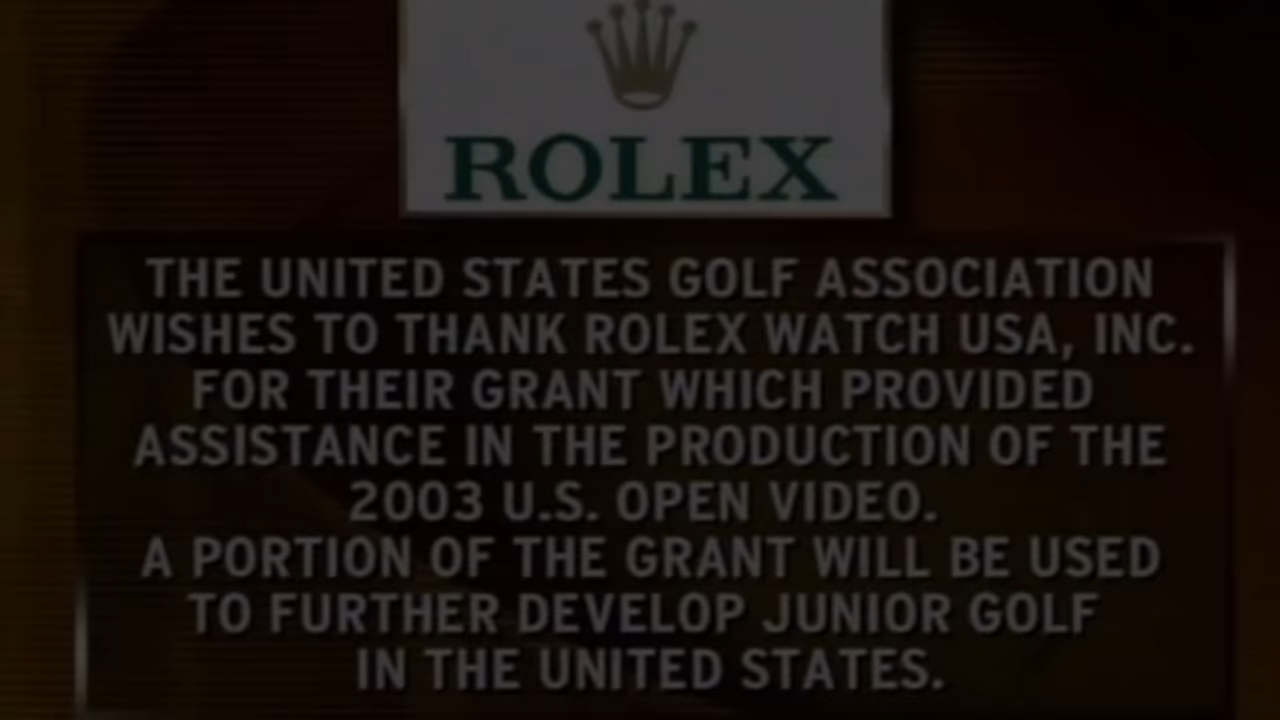 ROLEX
THE UNITED STATES GOLF ASSOCIATION
WISHES TO THANK ROLEX WATCH USA, INC.
FOR THEIR GRANT WHICH PROVIDED
ASSISTANCE IN THE PRODUCTION OF THE
2003 U.S. OPEN VIDEO.
A PORTION OF THE GRANT WILL BE USED
TO FURTHER DEVELOP JUNIOR GOLF
IN THE UNITED STATES.